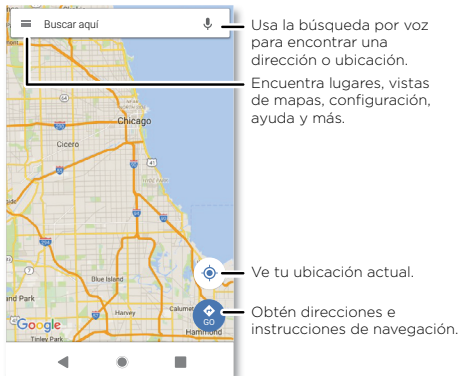 Buscar aquí
Usa la búsqueda por voz
para encontrar una
dirección o ubicación.
Encuentra lugares, vistas
de mapas, configuración,
ayuda y más.
Chicago
Cicero
41
Ve tu ubicación actual.
Blue Island
Obtén direcciones e
instrucciones de navegación.
GO
Harvey
Calumet
Hammond
Google
Tinley Park